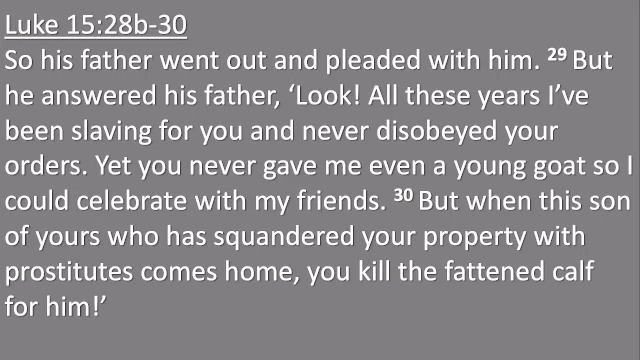 Luke 15:28b-30
So his father went out and pleaded with him. 29 But
he answered his father, ‘Look! All these years I’ve
been slaving for you and never disobeyed your
orders. Yet you never gave me even a young goat so I
could celebrate with my friends. 30 But when this son
of yours who has squandered your property with
prostitutes comes home, you kill the fattened calf
for him!’